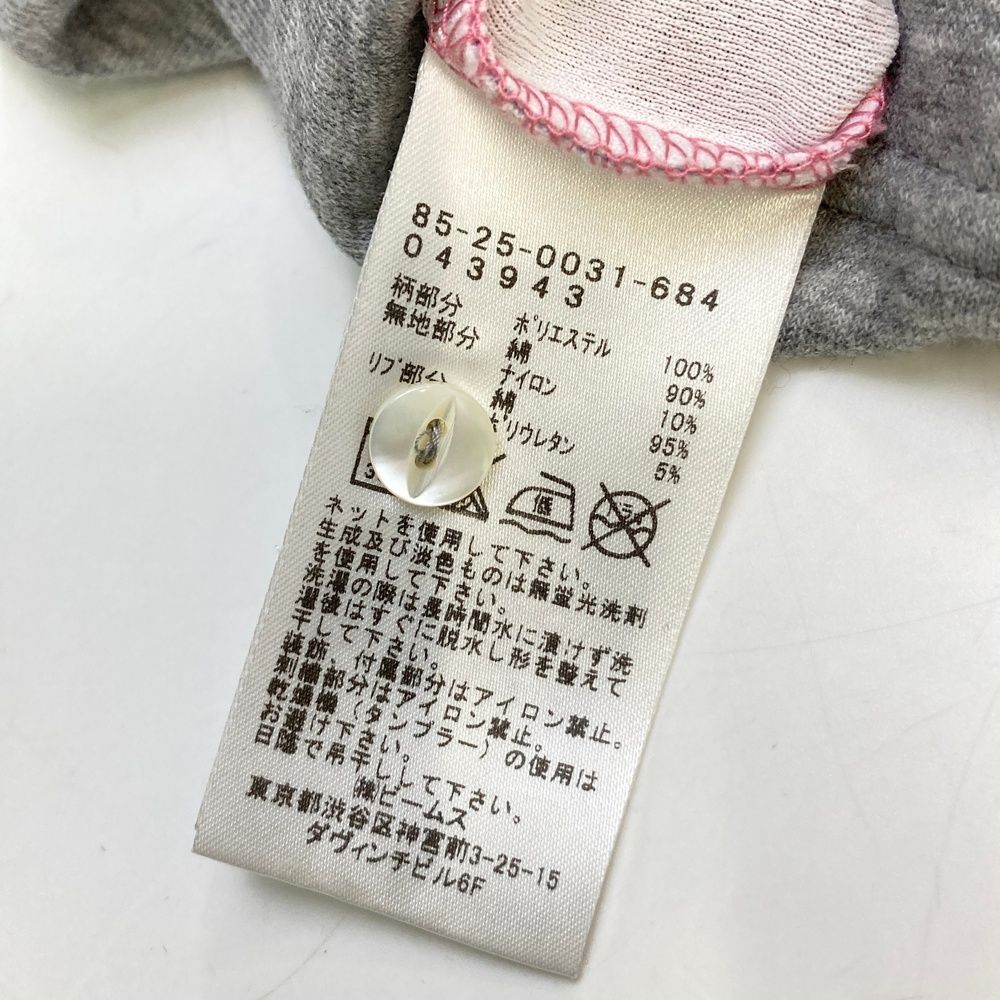 85-25-0031-684
043943
柄部分 ポリエステル 100%
無地部分 綿 90%
ナイロン 10%
リブ部分 綿 95%
ポリウレタン 5%
3
低
ネットを使用して下さい。
生成及び淡色ものは無蛍光洗剤
を使用して下さい。
洗濯の際は長時間水に漬けず洗
濯後はすぐに脱水し形を整えて
干して下さい。
装飾、付属部分はアイロン禁止。
刺繍部分はアイロン禁止。
乾燥機(タンブラー)の使用は
お避け下さい。
日陰で吊干しして下さい。
㈱ビームス
東京都渋谷区神宮前3-25-15
ダヴィンチビル6F